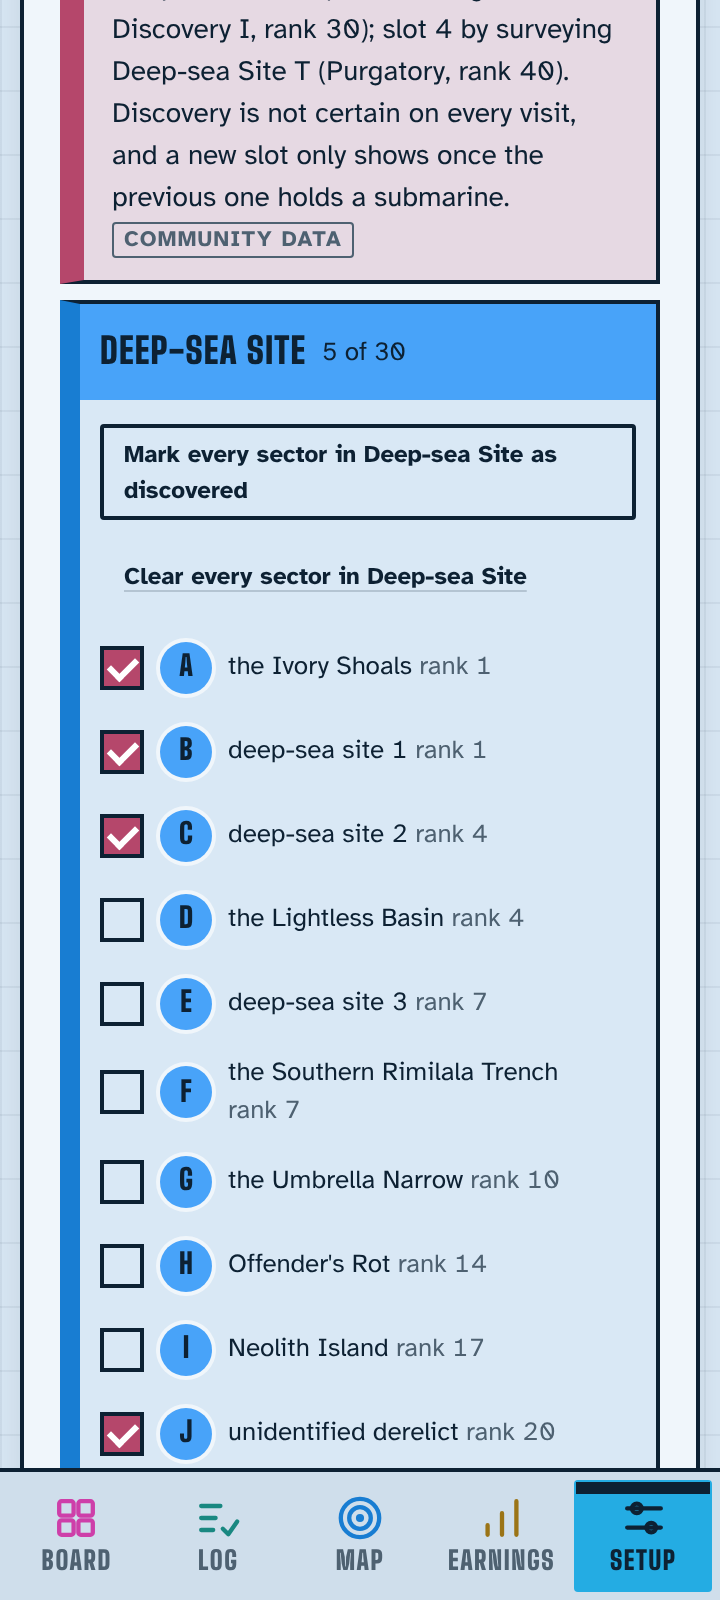 Discovery I, rank 30); slot 4 by surveying
Deep-sea Site T (Purgatory, rank 40).
Discovery is not certain on every visit,
and a new slot only shows once the
previous one holds a submarine.
COMMUNITY DATA
DEEP-SEA SITE 5 of 30
Mark every sector in Deep-sea Site as
discovered
Clear every sector in Deep-sea Site
A the Ivory Shoals rank 1
B deep-sea site 1 rank 1
C deep-sea site 2 rank 4
D the Lightless Basin rank 4
E deep-sea site 3 rank 7
F the Southern Rimilala Trench
rank 7
G the Umbrella Narrow rank 10
H Offender's Rot rank 14
I Neolith Island rank 17
J unidentified derelict rank 20
BOARD LOG MAP EARNINGS SETUP